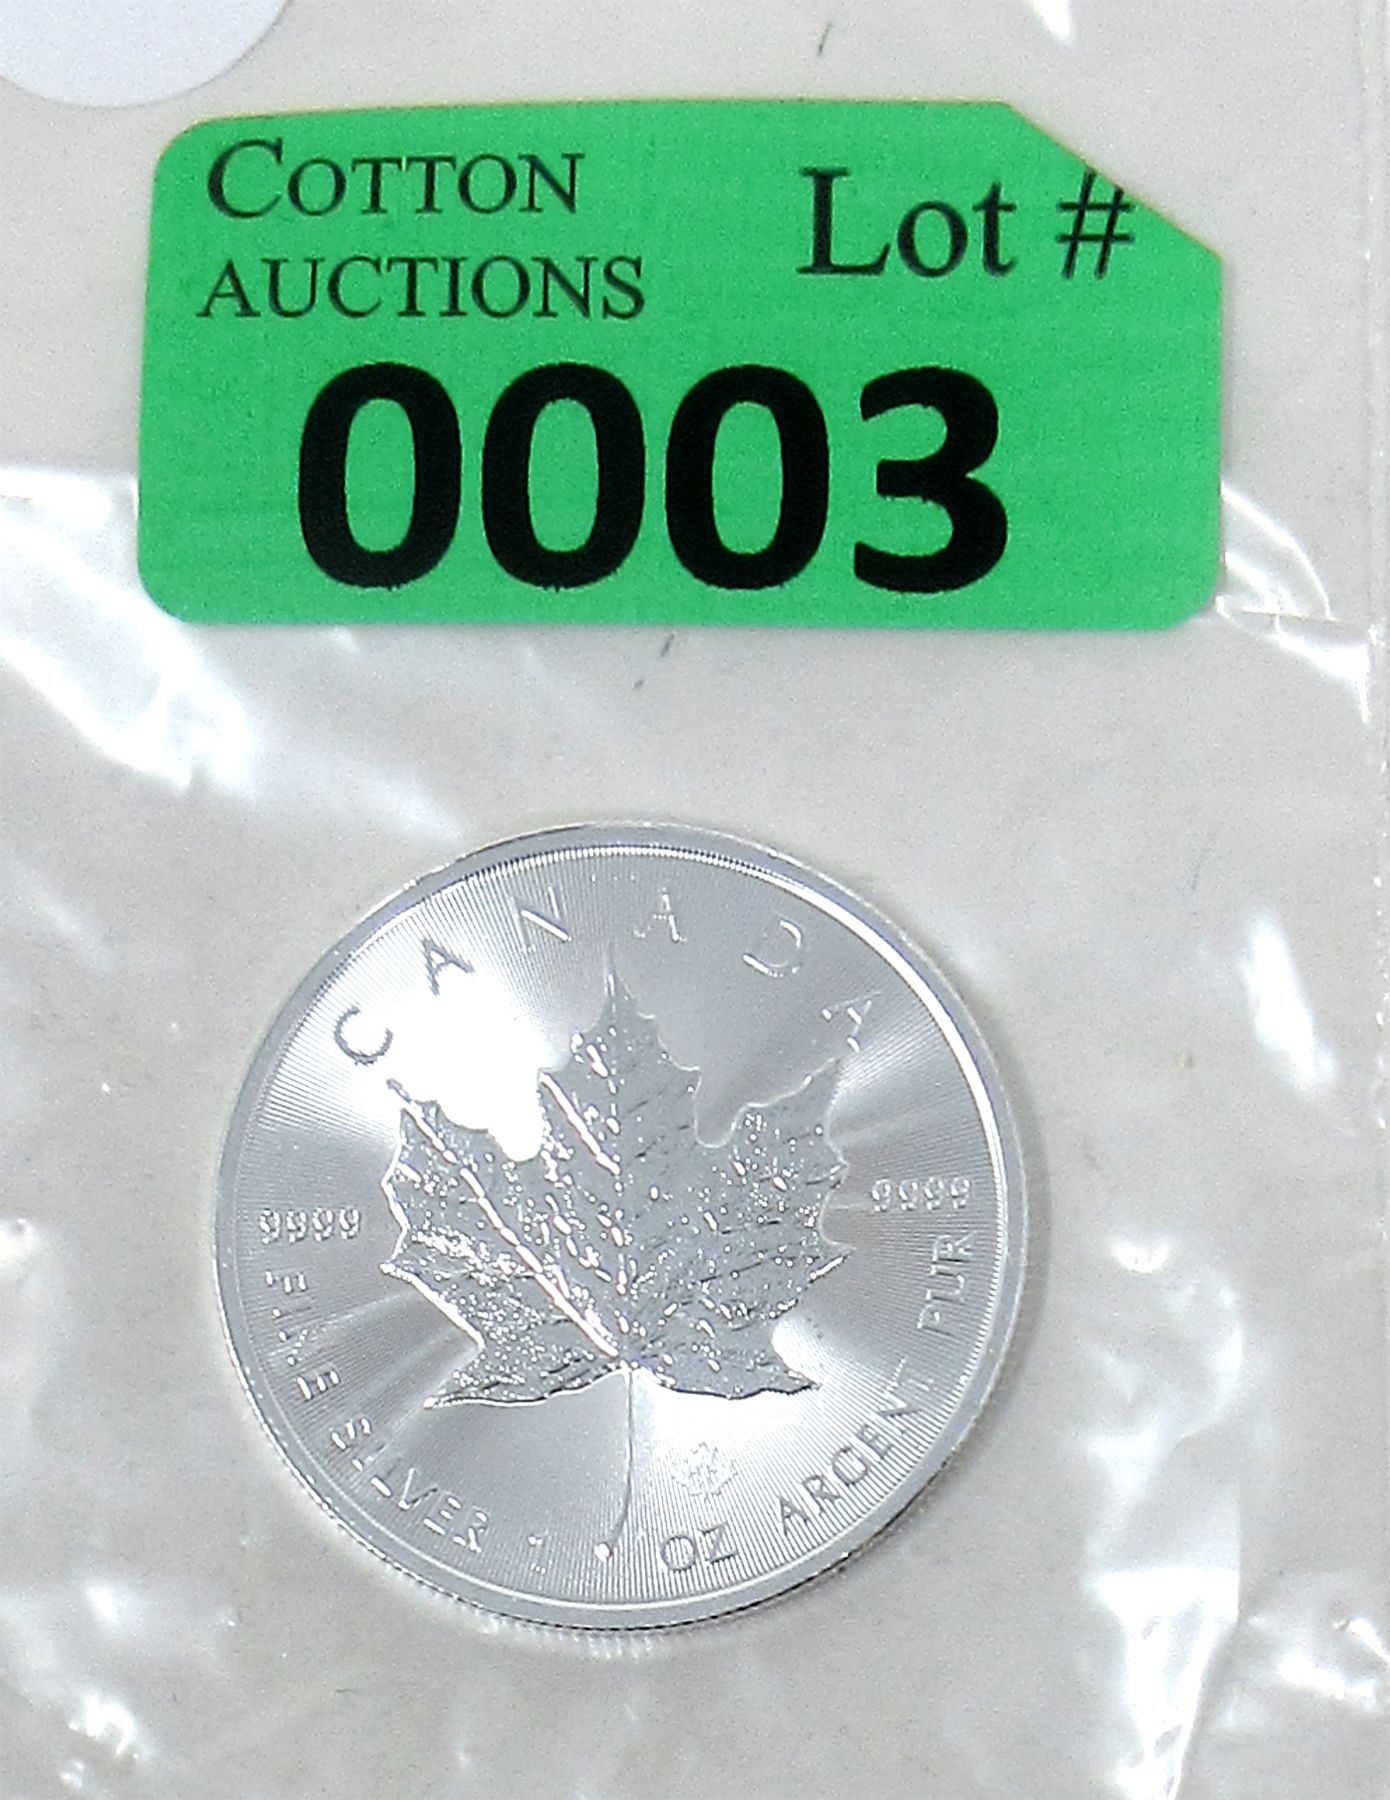 COTTON
AUCTIONS
Lot #
0003
CANADA
9999
9999
FINE SILVER 1 OZ ARGENT PUR